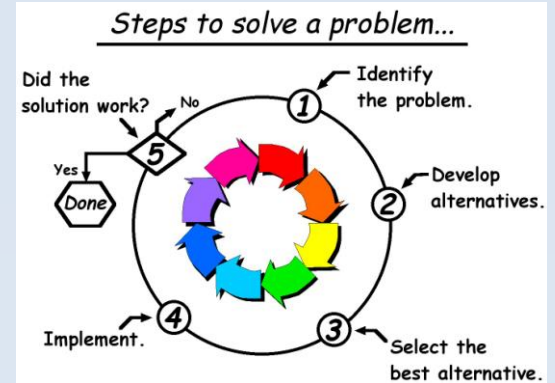 Steps to solve a problem...
1
Identify
the problem.
2
Develop
alternatives.
3
Select the
best alternative.
4
Implement.
5
Did the
solution work?
No
Yes
Done